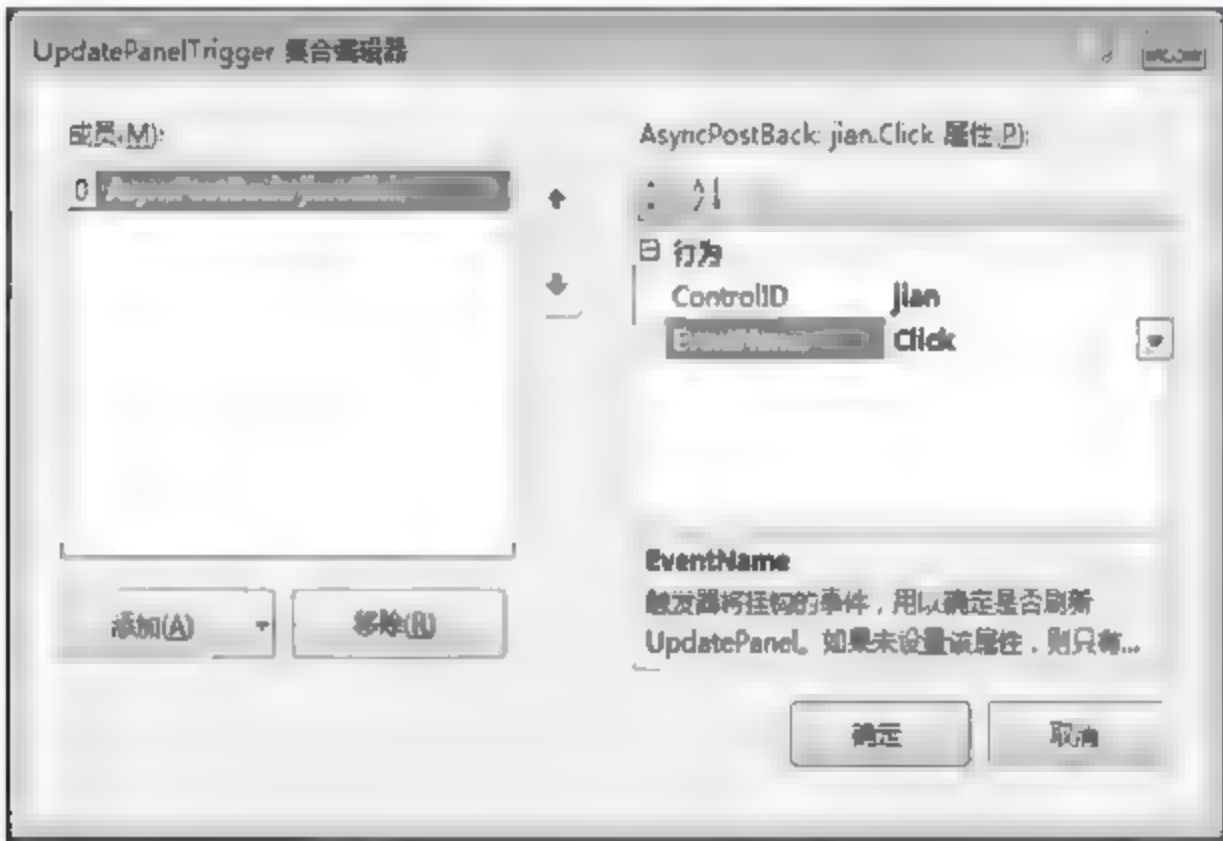 UpdatePanelTrigger 集合编辑器
成员(M):
AsyncPostBack: jian.Click 属性(P):
0
行为
ControlID jian
EventName Click
EventName
触发器将挂钩的事件，用以确定是否刷新
UpdatePanel。如果未设置该属性，则只有...
添加(A) 移除(R)
确定 取消